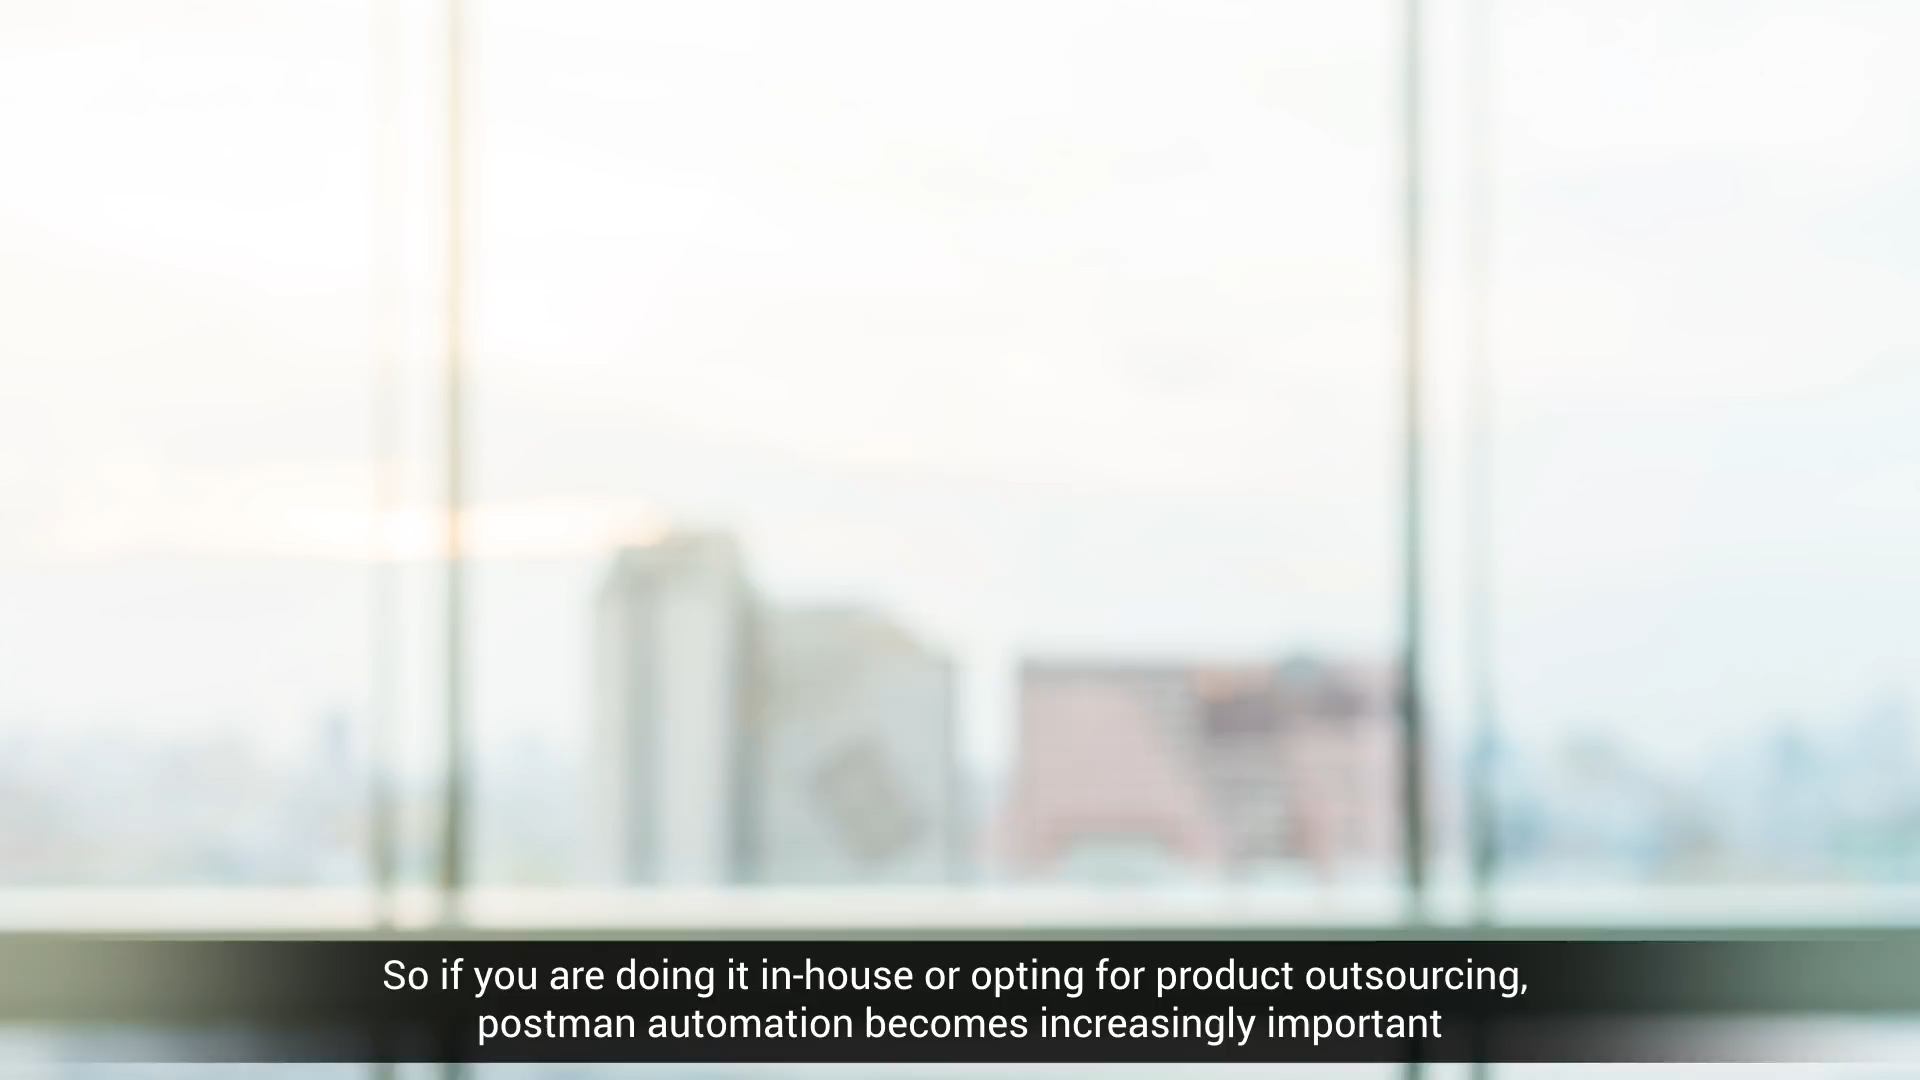 So if you are doing it in-house or opting for product outsourcing,
postman automation becomes increasingly important